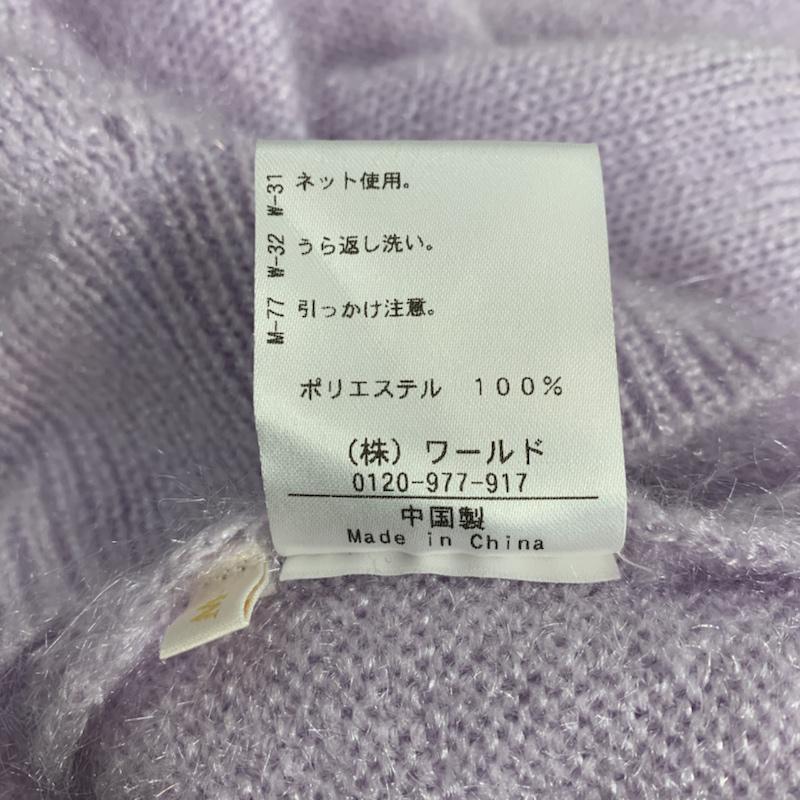 W-31 ネット使用。
W-32 うら返し洗い。
M-77 引っかけ注意。
ポリエステル 100%
(株) ワールド
0120-977-917
中国製
Made in China